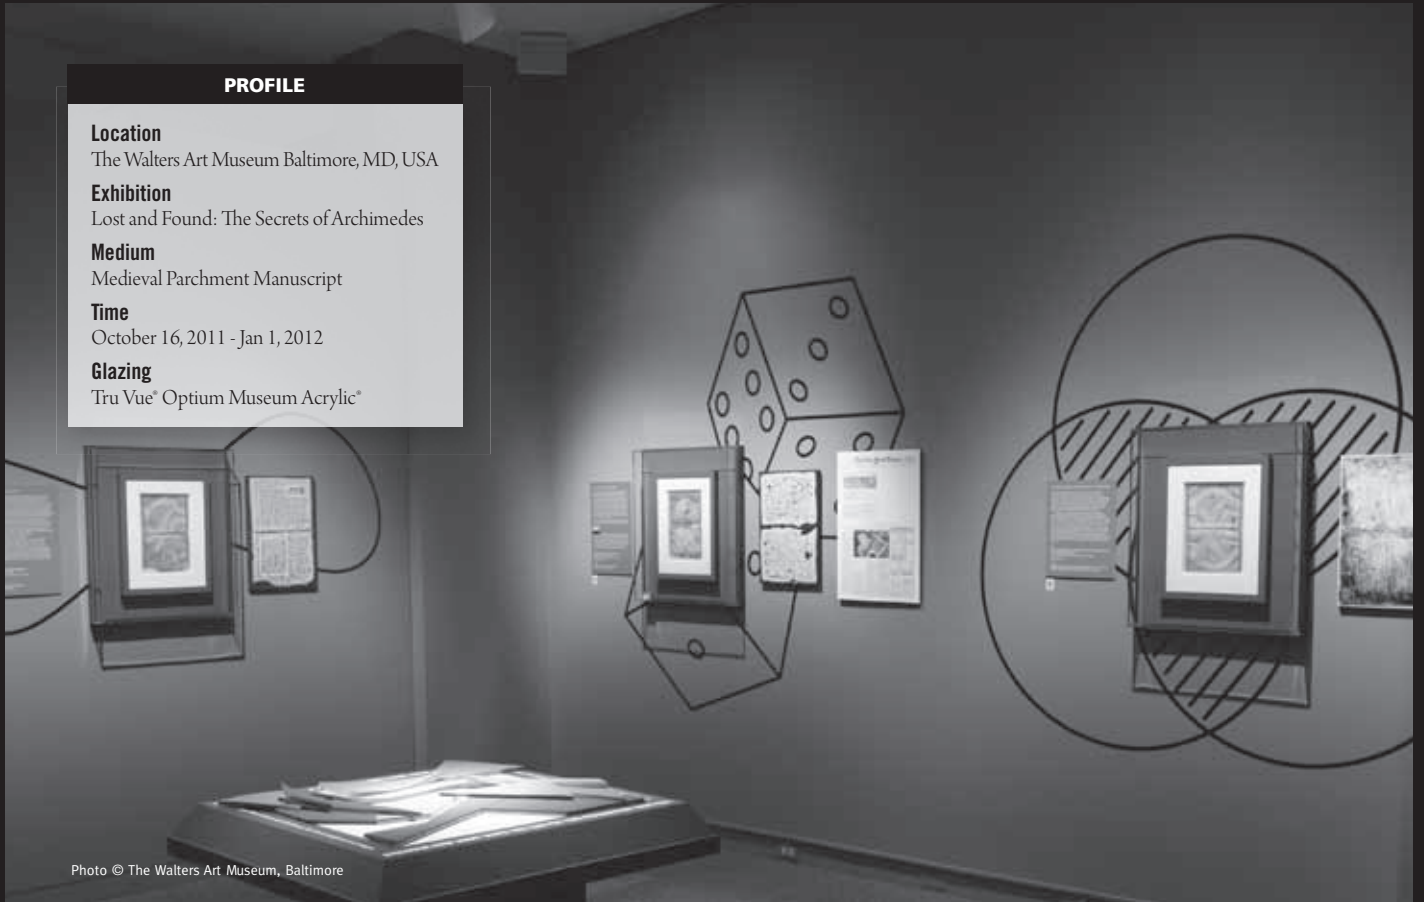 PROFILE
Location
The Walters Art Museum Baltimore, MD, USA
Exhibition
Lost and Found: The Secrets of Archimedes
Medium
Medieval Parchment Manuscript
Time
October 16, 2011 - Jan 1, 2012
Glazing
Tru Vue® Optium Museum Acrylic®
Photo © The Walters Art Museum, Baltimore